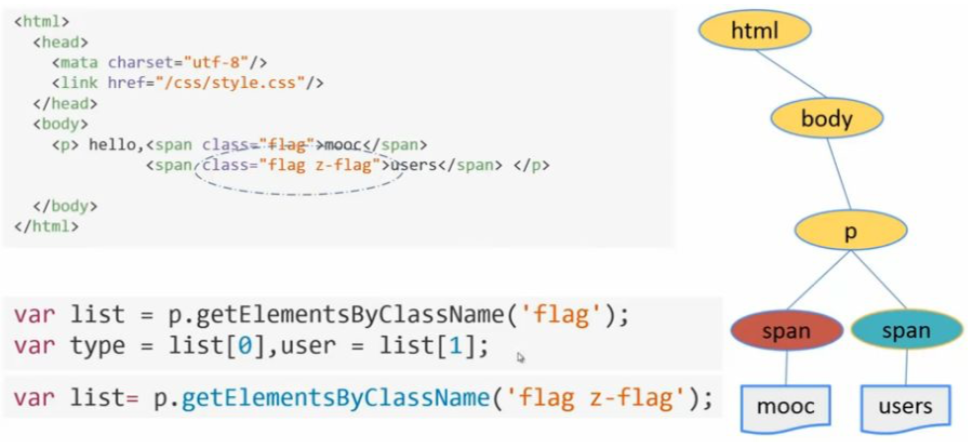 <html>
<head>
<mata charset="utf-8"/>
<link href="/css/style.css"/>
</head>
<body>
<p> hello,<span class="flag">mooc</span>
<span class="flag z-flag">users</span> </p>
</body>
</html>
var list = p.getElementsByClassName('flag');
var type = list[0],user = list[1];
var list= p.getElementsByClassName('flag z-flag');
html
body
p
span span
mooc users